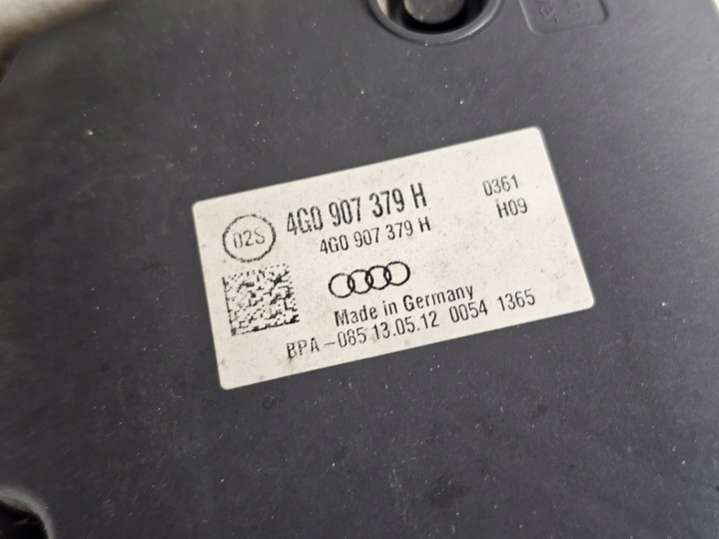 02S
4G0 907 379 H
0361
4G0 907 379 H
H09
Made in Germany
BPA-085 13.05.12 0054 1365